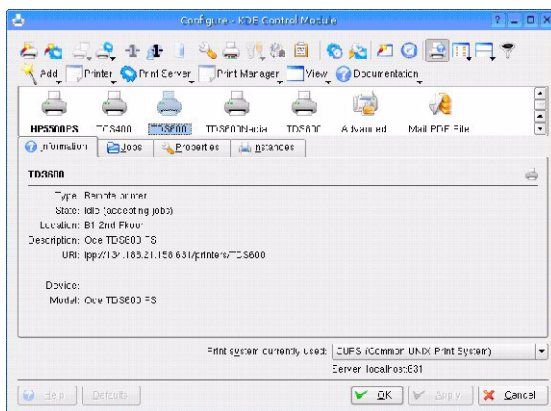 Configure - KDE Control Module
Add Printer Print Server Print Manager View Documentation
HP5500PS TDS400 TDS600 TDS600Media Advanced Mail PDF File
Information Jobs Properties Instances
TDS600
Type: Remote printer
State: Idle (accepting jobs)
Location: B1 2nd Floor
Description: Oce TDS600 PS
URI:
Device:
Model: Oce TDS600 PS
Print system currently used: CUPS (Common UNIX Print System)
Server: localhost:631
Help Defaults OK Apply Cancel